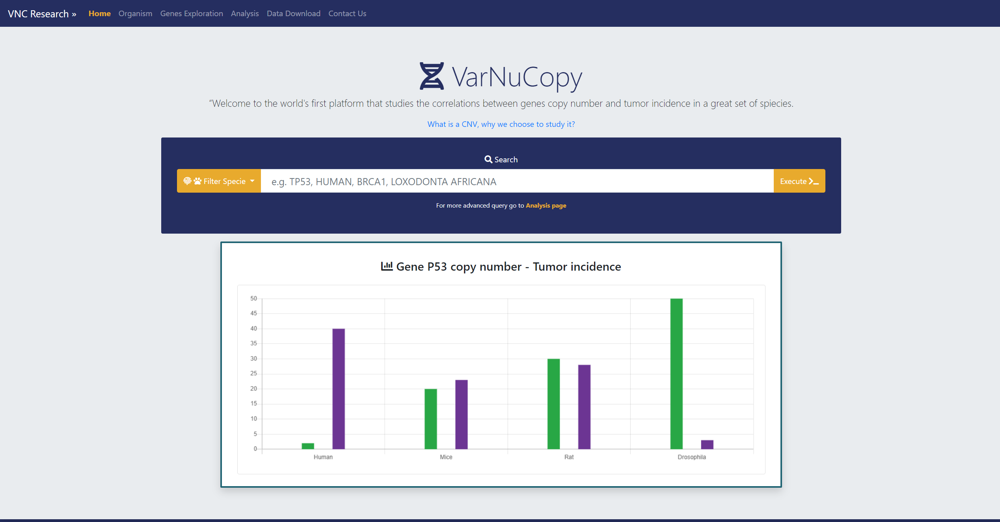 VNC Research » Home Organism Genes Exploration Analysis Data Download Contact Us
VarNuCopy
“Welcome to the world's first platform that studies the correlations between genes copy number and tumor incidence in a great set of spiecies.
What is a CNV, why we choose to study it?
Search
Filter Specie e.g. TP53, HUMAN, BRCA1, LOXODONTA AFRICANA Execute
For more advanced query go to Analysis page
Gene P53 copy number - Tumor incidence
50
45
40
35
30
25
20
15
10
5
0
Human Mice Rat Drosophila